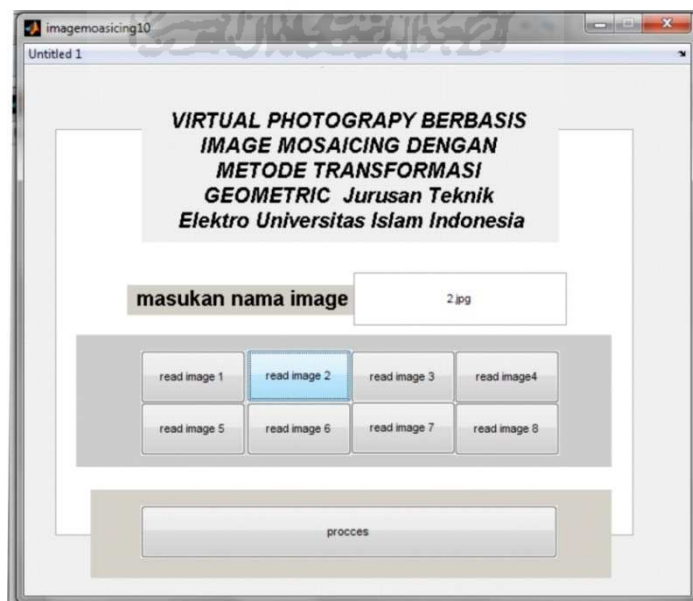 imagemoasicing10
Untitled 1
VIRTUAL PHOTOGRAPY BERBASIS
IMAGE MOSAICING DENGAN
METODE TRANSFORMASI
GEOMETRIC Jurusan Teknik
Elektro Universitas Islam Indonesia
masukan nama image 2.jpg
read image 1 read image 2 read image 3 read image4
read image 5 read image 6 read image 7 read image 8
procces